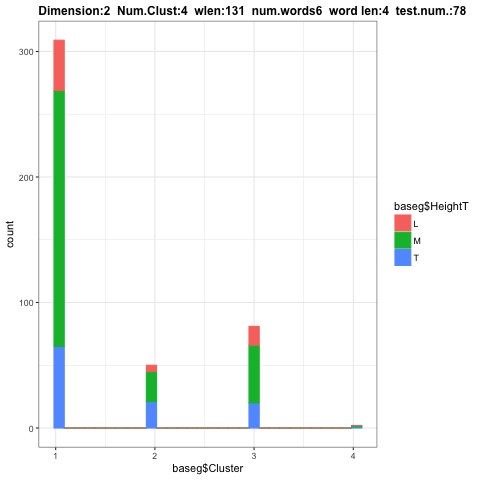 Dimension:2 Num.Clust:4 wlen:131 num.words6 word len:4 test.num.:78
300
200
100
0
count
1 2 3 4
baseg$Cluster
baseg$HeightT
L
M
T